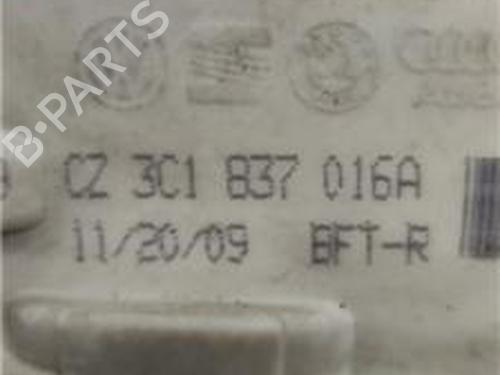 B-PARTS
CZ 3C1 837 016A
11/20/09 BFT-R